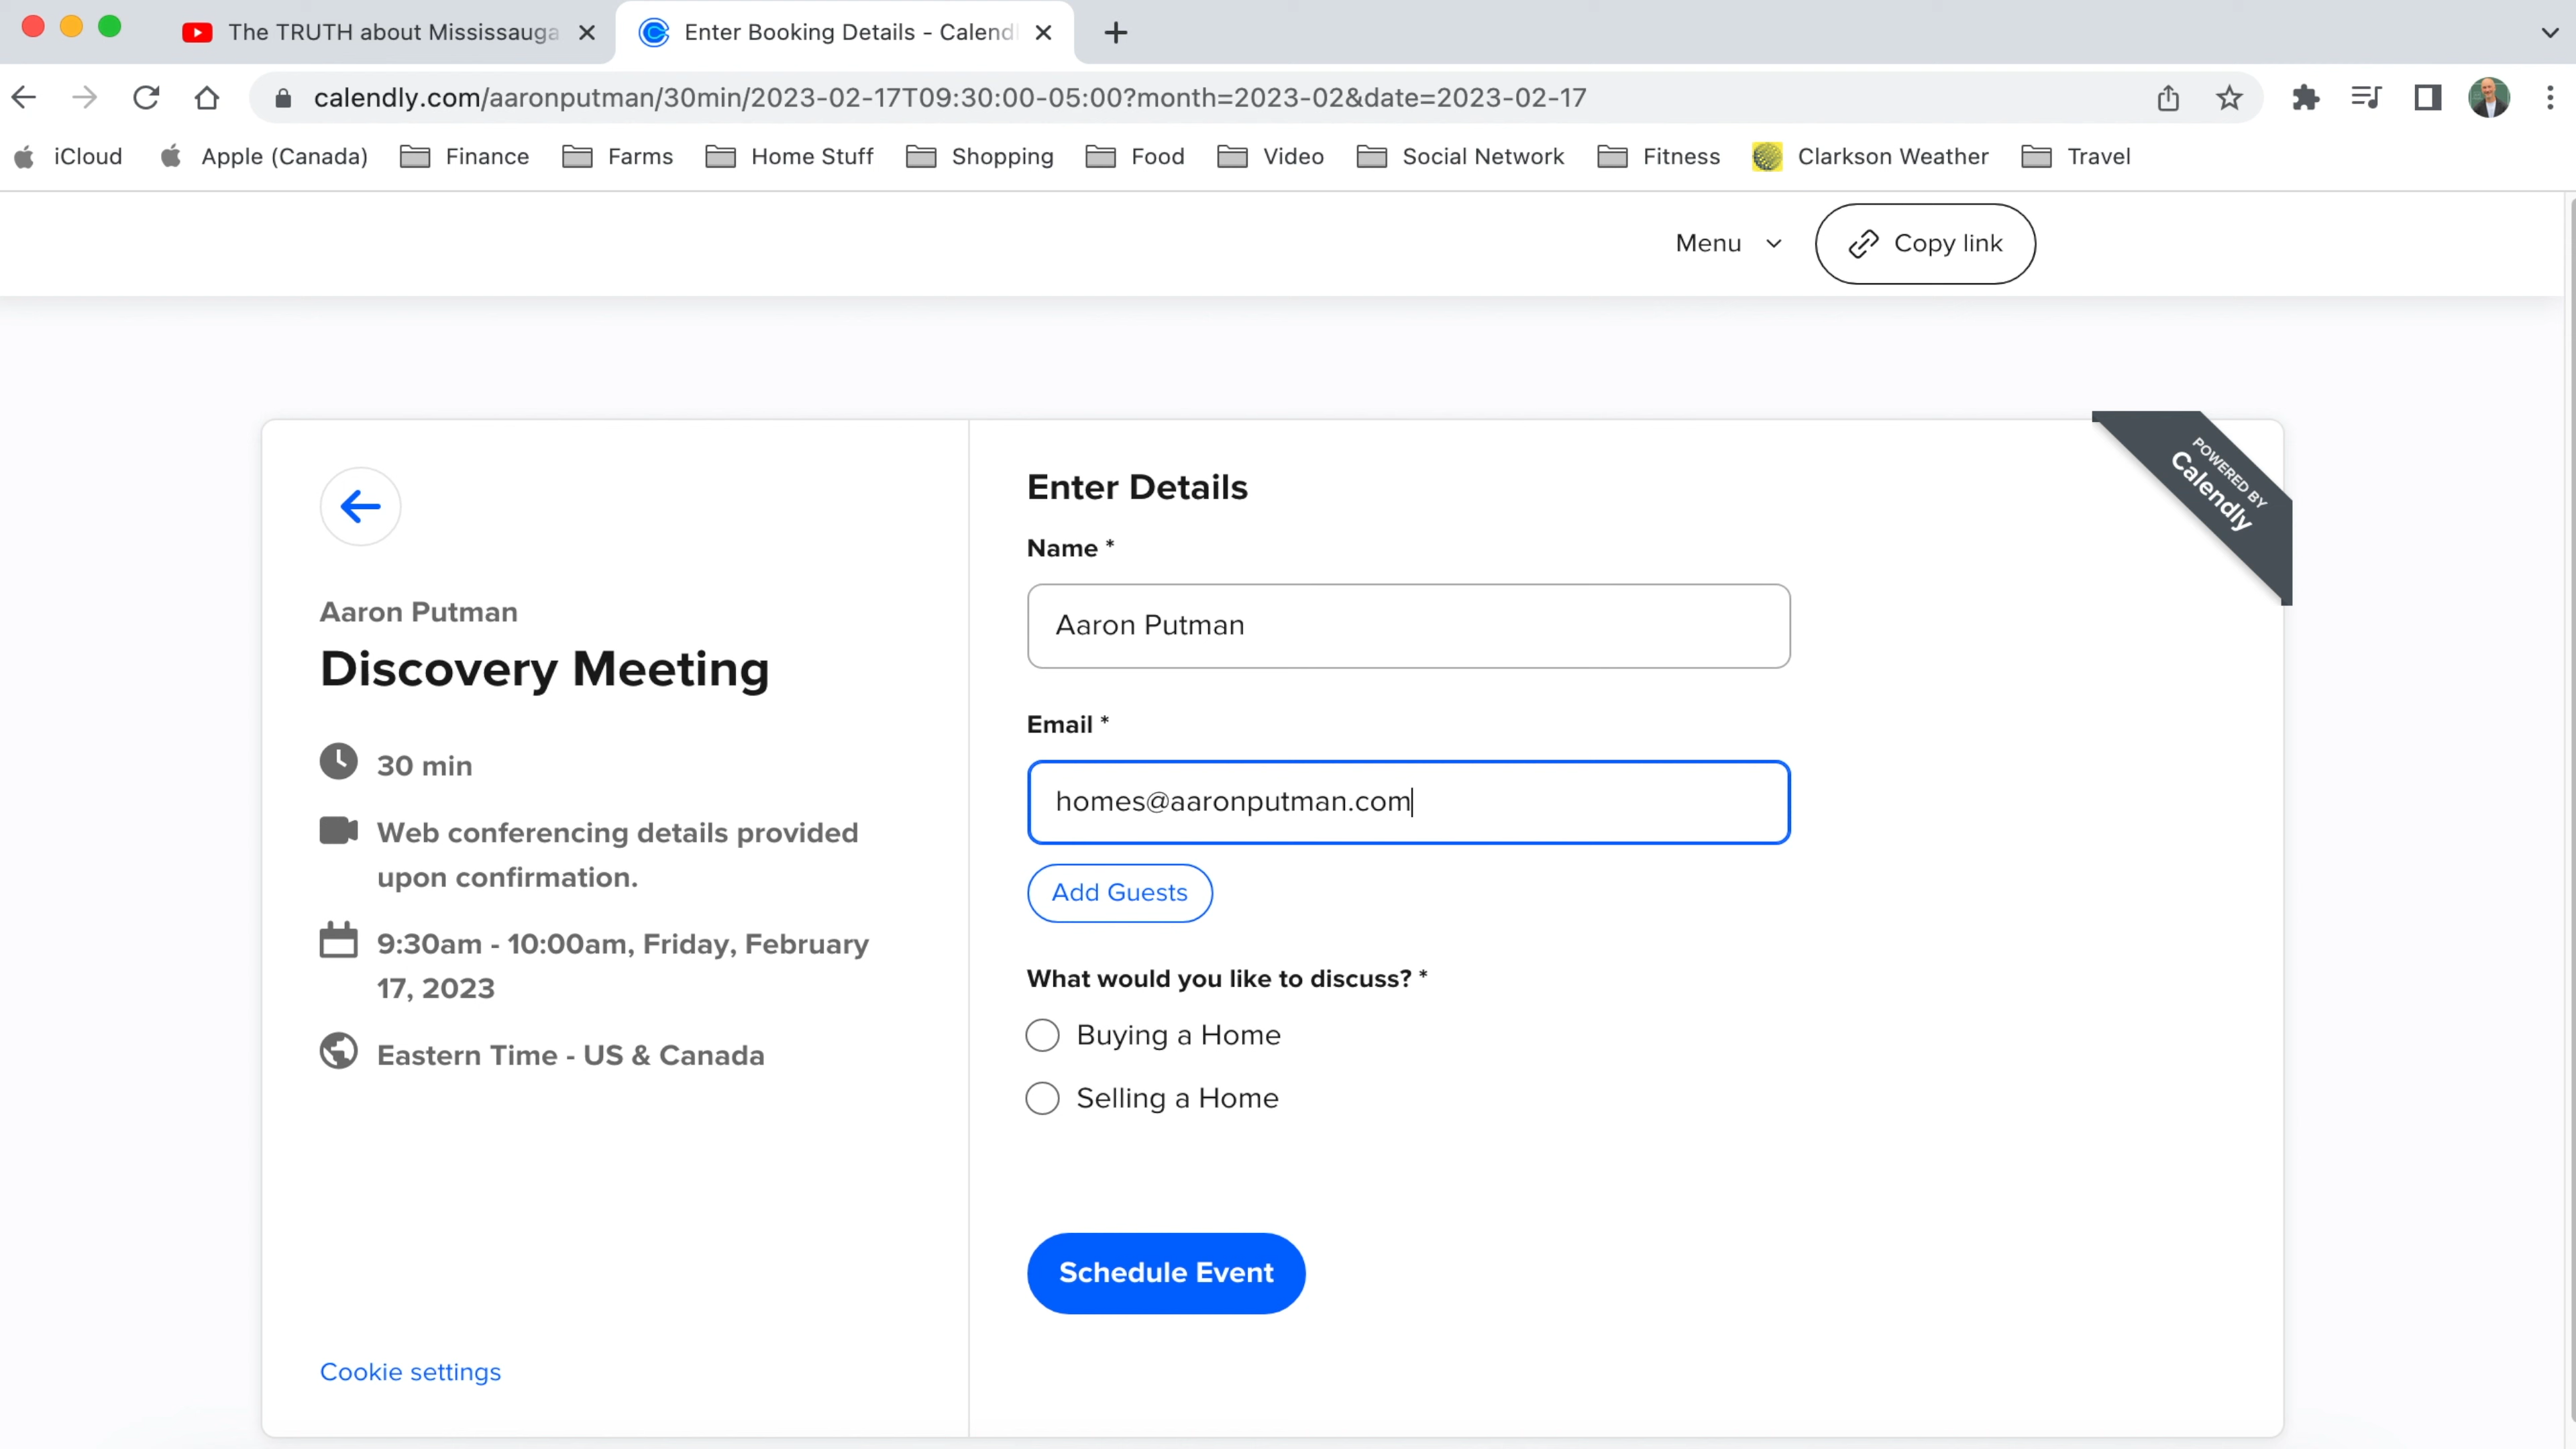 The TRUTH about Mississauga
Enter Booking Details - Calendl
calendly.com/aaronputman/30min/2023-02-17T09:30:00-05:00?month=2023-02&date=2023-02-17
iCloud Apple (Canada) Finance Farms Home Stuff Shopping Food Video Social Network Fitness Clarkson Weather Travel
Menu
Copy link
POWERED BY
Calendly
Aaron Putman
Discovery Meeting
30 min
Web conferencing details provided
upon confirmation.
9:30am - 10:00am, Friday, February
17, 2023
Eastern Time - US & Canada
Cookie settings
Enter Details
Name *
Aaron Putman
Email *
homes@aaronputman.com
Add Guests
What would you like to discuss? *
Buying a Home
Selling a Home
Schedule Event